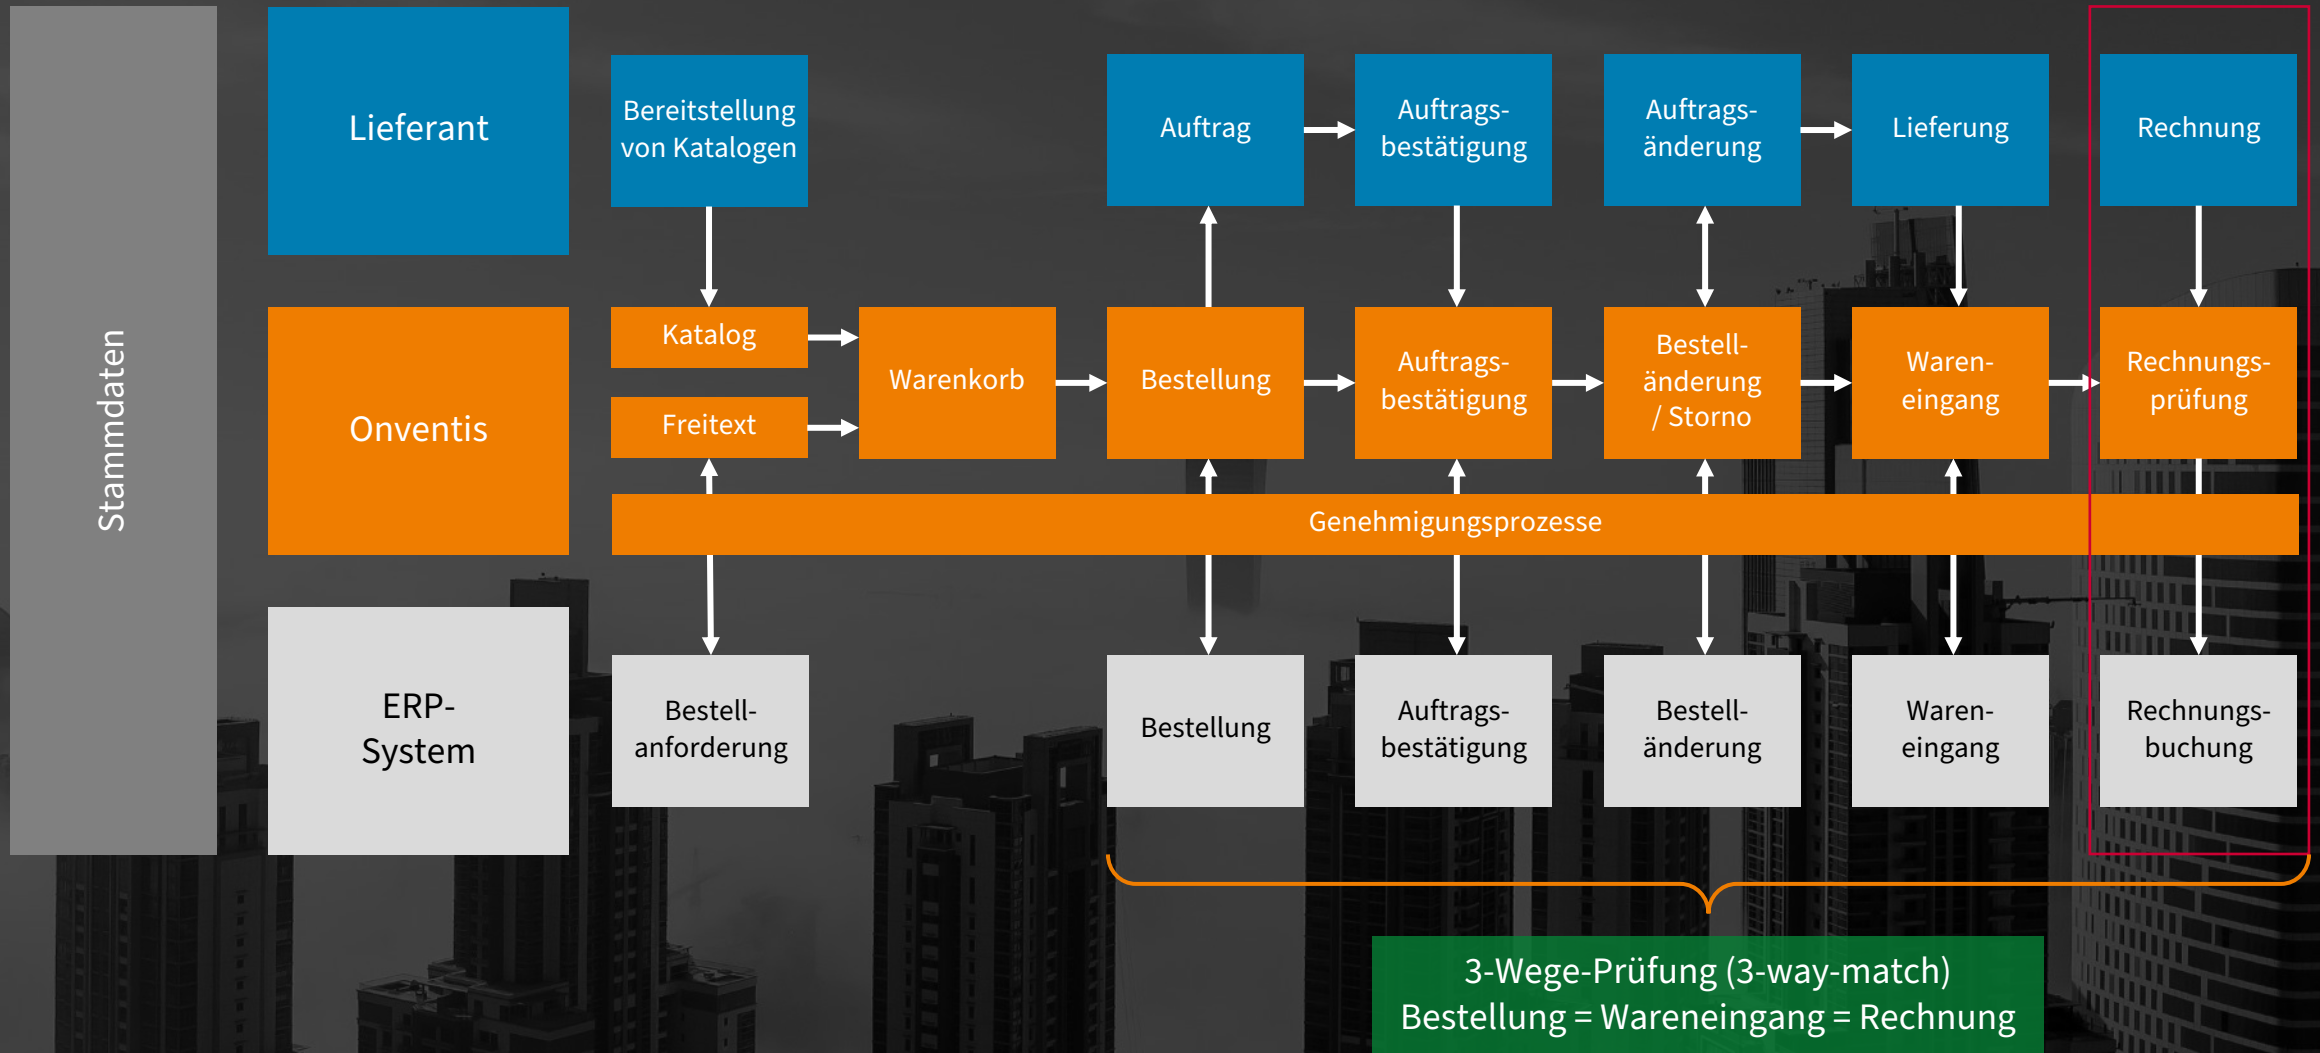 Stammdaten
Lieferant
Bereitstellung
von Katalogen
Auftrag
Auftrags-
bestätigung
Auftrags-
änderung
Lieferung
Rechnung
Onventis
Katalog
Freitext
Warenkorb
Bestellung
Auftrags-
bestätigung
Bestell-
änderung
/ Storno
Waren-
eingang
Rechnungs-
prüfung
Genehmigungsprozesse
ERP-
System
Bestell-
anforderung
Bestellung
Auftrags-
bestätigung
Bestell-
änderung
Waren-
eingang
Rechnungs-
buchung
3-Wege-Prüfung (3-way-match)
Bestellung = Wareneingang = Rechnung